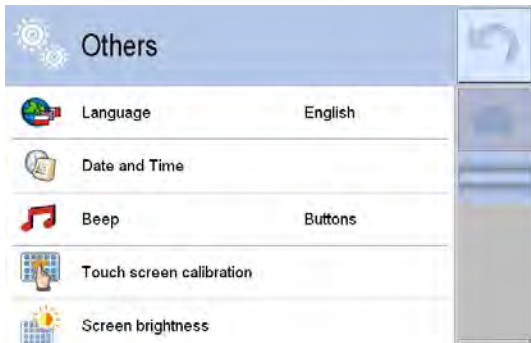 Others
Language English
Date and Time
Beep Buttons
Touch screen calibration
Screen brightness